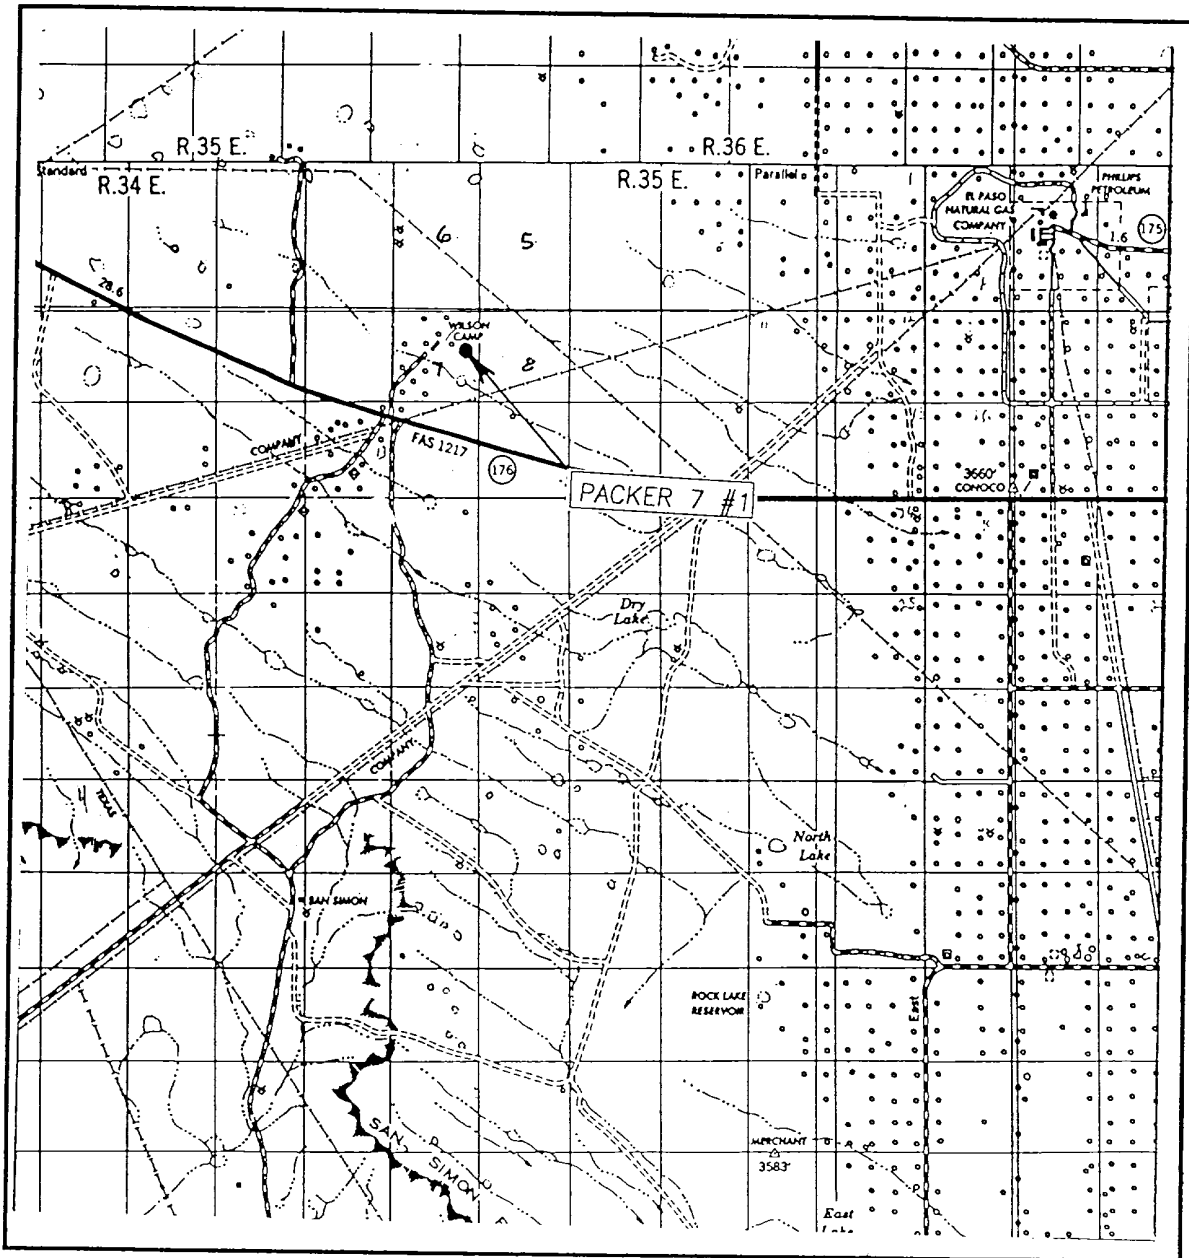 R.35 E.
R.36 E.
Standard
R.34 E.
R.35 E.
Parallel
PHILLIPS
PETROLEUM
EL PASO
NATURAL GAS
COMPANY
175
1.6
6
5
28.6
WILSON
CAMP
7
8
COMPANY
FAS 1217
176
3660'
CONOCO
PACKER 7 #1
Dry
Lake
COMPANY
TEXAS
North
Lake
SAN SIMON
ROCK LAKE
RESERVOIR
East
SAN SIMON
MERCHANT
3583'
East
Lake